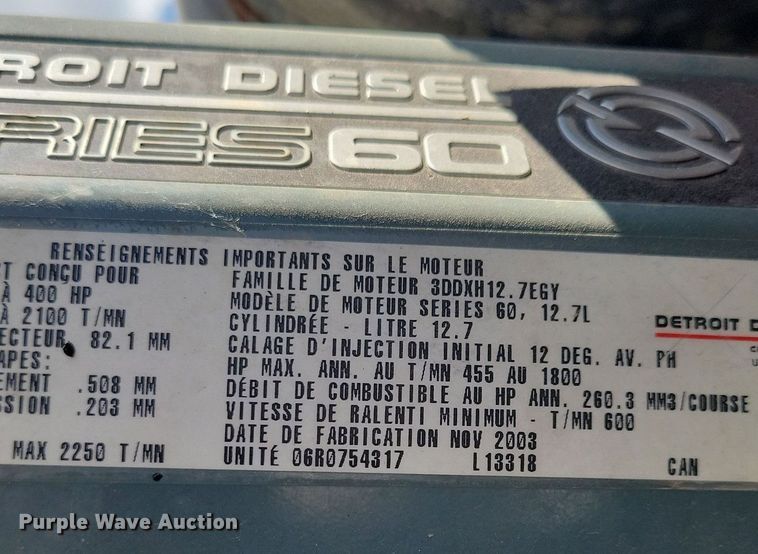 ROIT DIESEL
RIES 60
RENSEIGNEMENTS IMPORTANTS SUR LE MOTEUR
T CONÇU POUR
À 400 HP
À 2100 T/MN
ECTEUR. 82.1 MM
APES:
EMENT .508 MM
SSION .203 MM
MAX 2250 T/MN
FAMILLE DE MOTEUR 3DDXH12.7EGY
MODÈLE DE MOTEUR SERIES 60, 12.7L
CYLINDRÉE - LITRE 12.7
CALAGE D'INJECTION INITIAL 12 DEG. AV. PH
HP MAX. ANN. AU T/MN 455 AU 1800
DÉBIT DE COMBUSTIBLE AU HP ANN. 260.3 MM3/COURSE
VITESSE DE RALENTI MINIMUM - T/MN 600
DATE DE FABRICATION NOV 2003
UNITÉ 06R0754317 L13318 CAN
DETROIT D
Purple Wave Auction